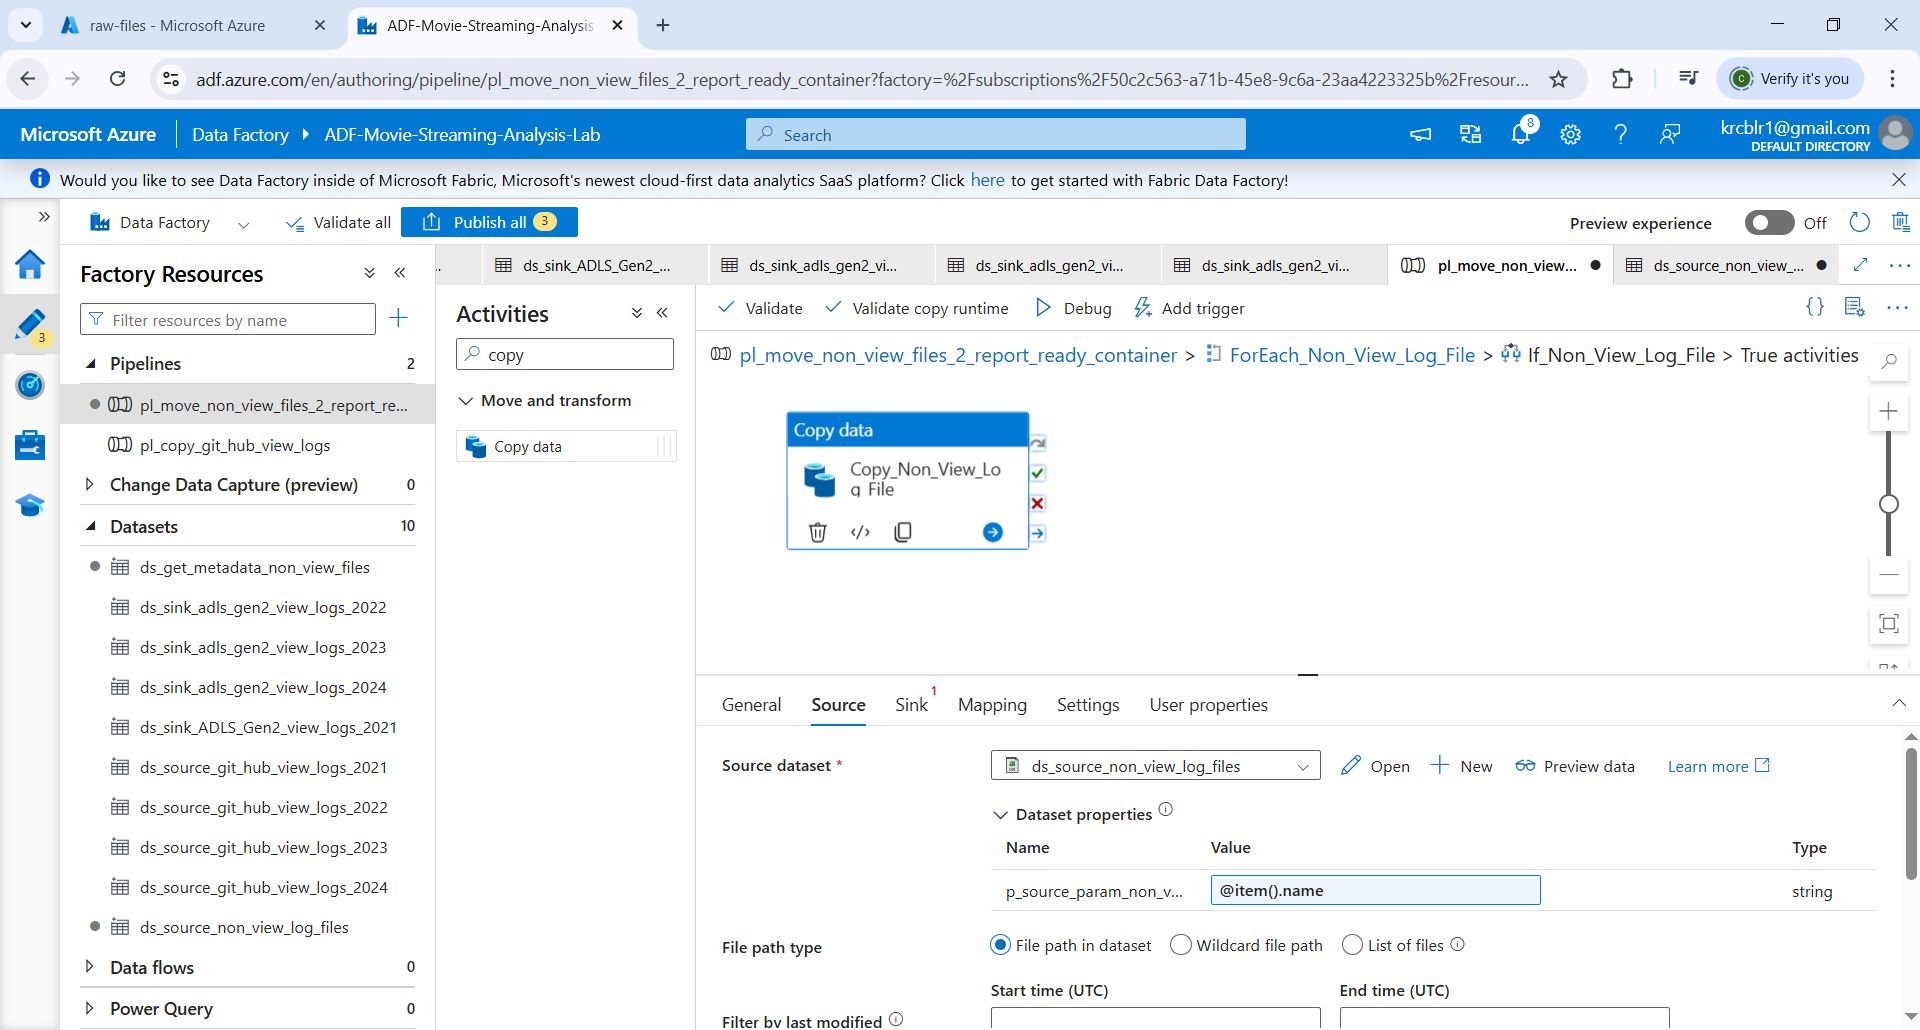 raw-files - Microsoft Azure
ADF-Movie-Streaming-Analysis
adf.azure.com/en/authoring/pipeline/pl_move_non_view_files_2_report_ready_container?factory=%2Fsubscriptions%2F50c2c563-a71b-45e8-9c6a-23aa4223325b%2Fresour...
Verify it's you
Microsoft Azure
Data Factory
ADF-Movie-Streaming-Analysis-Lab
Search
8
krcblr1@gmail.com
DEFAULT DIRECTORY
Would you like to see Data Factory inside of Microsoft Fabric, Microsoft's newest cloud-first data analytics SaaS platform? Click here to get started with Fabric Data Factory!
Data Factory
Validate all
Publish all 3
Preview experience
Off
3
Factory Resources
Filter resources by name
Pipelines 2
pl_move_non_view_files_2_report_re...
pl_copy_git_hub_view_logs
Change Data Capture (preview) 0
Datasets 10
ds_get_metadata_non_view_files
ds_sink_adls_gen2_view_logs_2022
ds_sink_adls_gen2_view_logs_2023
ds_sink_adls_gen2_view_logs_2024
ds_sink_ADLS_Gen2_view_logs_2021
ds_source_git_hub_view_logs_2021
ds_source_git_hub_view_logs_2022
ds_source_git_hub_view_logs_2023
ds_source_git_hub_view_logs_2024
ds_source_non_view_log_files
Data flows 0
Power Query 0
ds_sink_ADLS_Gen2_...
ds_sink_adls_gen2_vi...
ds_sink_adls_gen2_vi...
ds_sink_adls_gen2_vi...
pl_move_non_view...
ds_source_non_view_...
Activities
copy
Move and transform
Copy data
Validate
Validate copy runtime
Debug
Add trigger
pl_move_non_view_files_2_report_ready_container > ForEach_Non_View_Log_File > If_Non_View_Log_File > True activities
Copy data
Copy_Non_View_Lo
g_File
General
Source
Sink 1
Mapping
Settings
User properties
Source dataset *
ds_source_non_view_log_files
Open
New
Preview data
Learn more
Dataset properties
Name Value Type
p_source_param_non_v... @item().name string
File path type
File path in dataset
Wildcard file path
List of files
Start time (UTC)
End time (UTC)
Filter by last modified